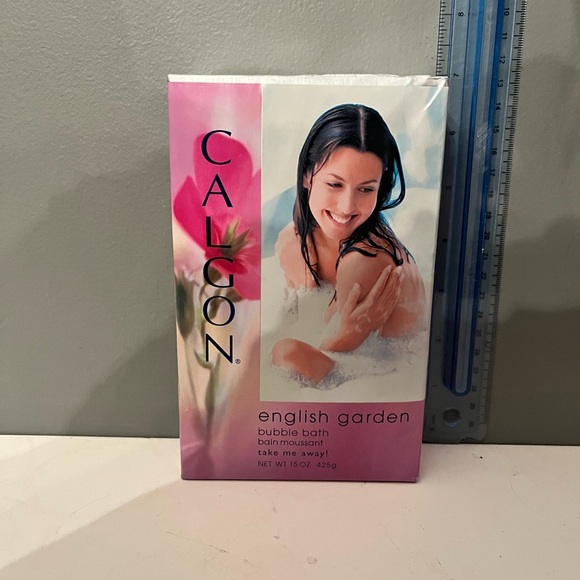 CALGON®
english garden
bubble bath
bain moussant
take me away!
NET WT 15 OZ 425g